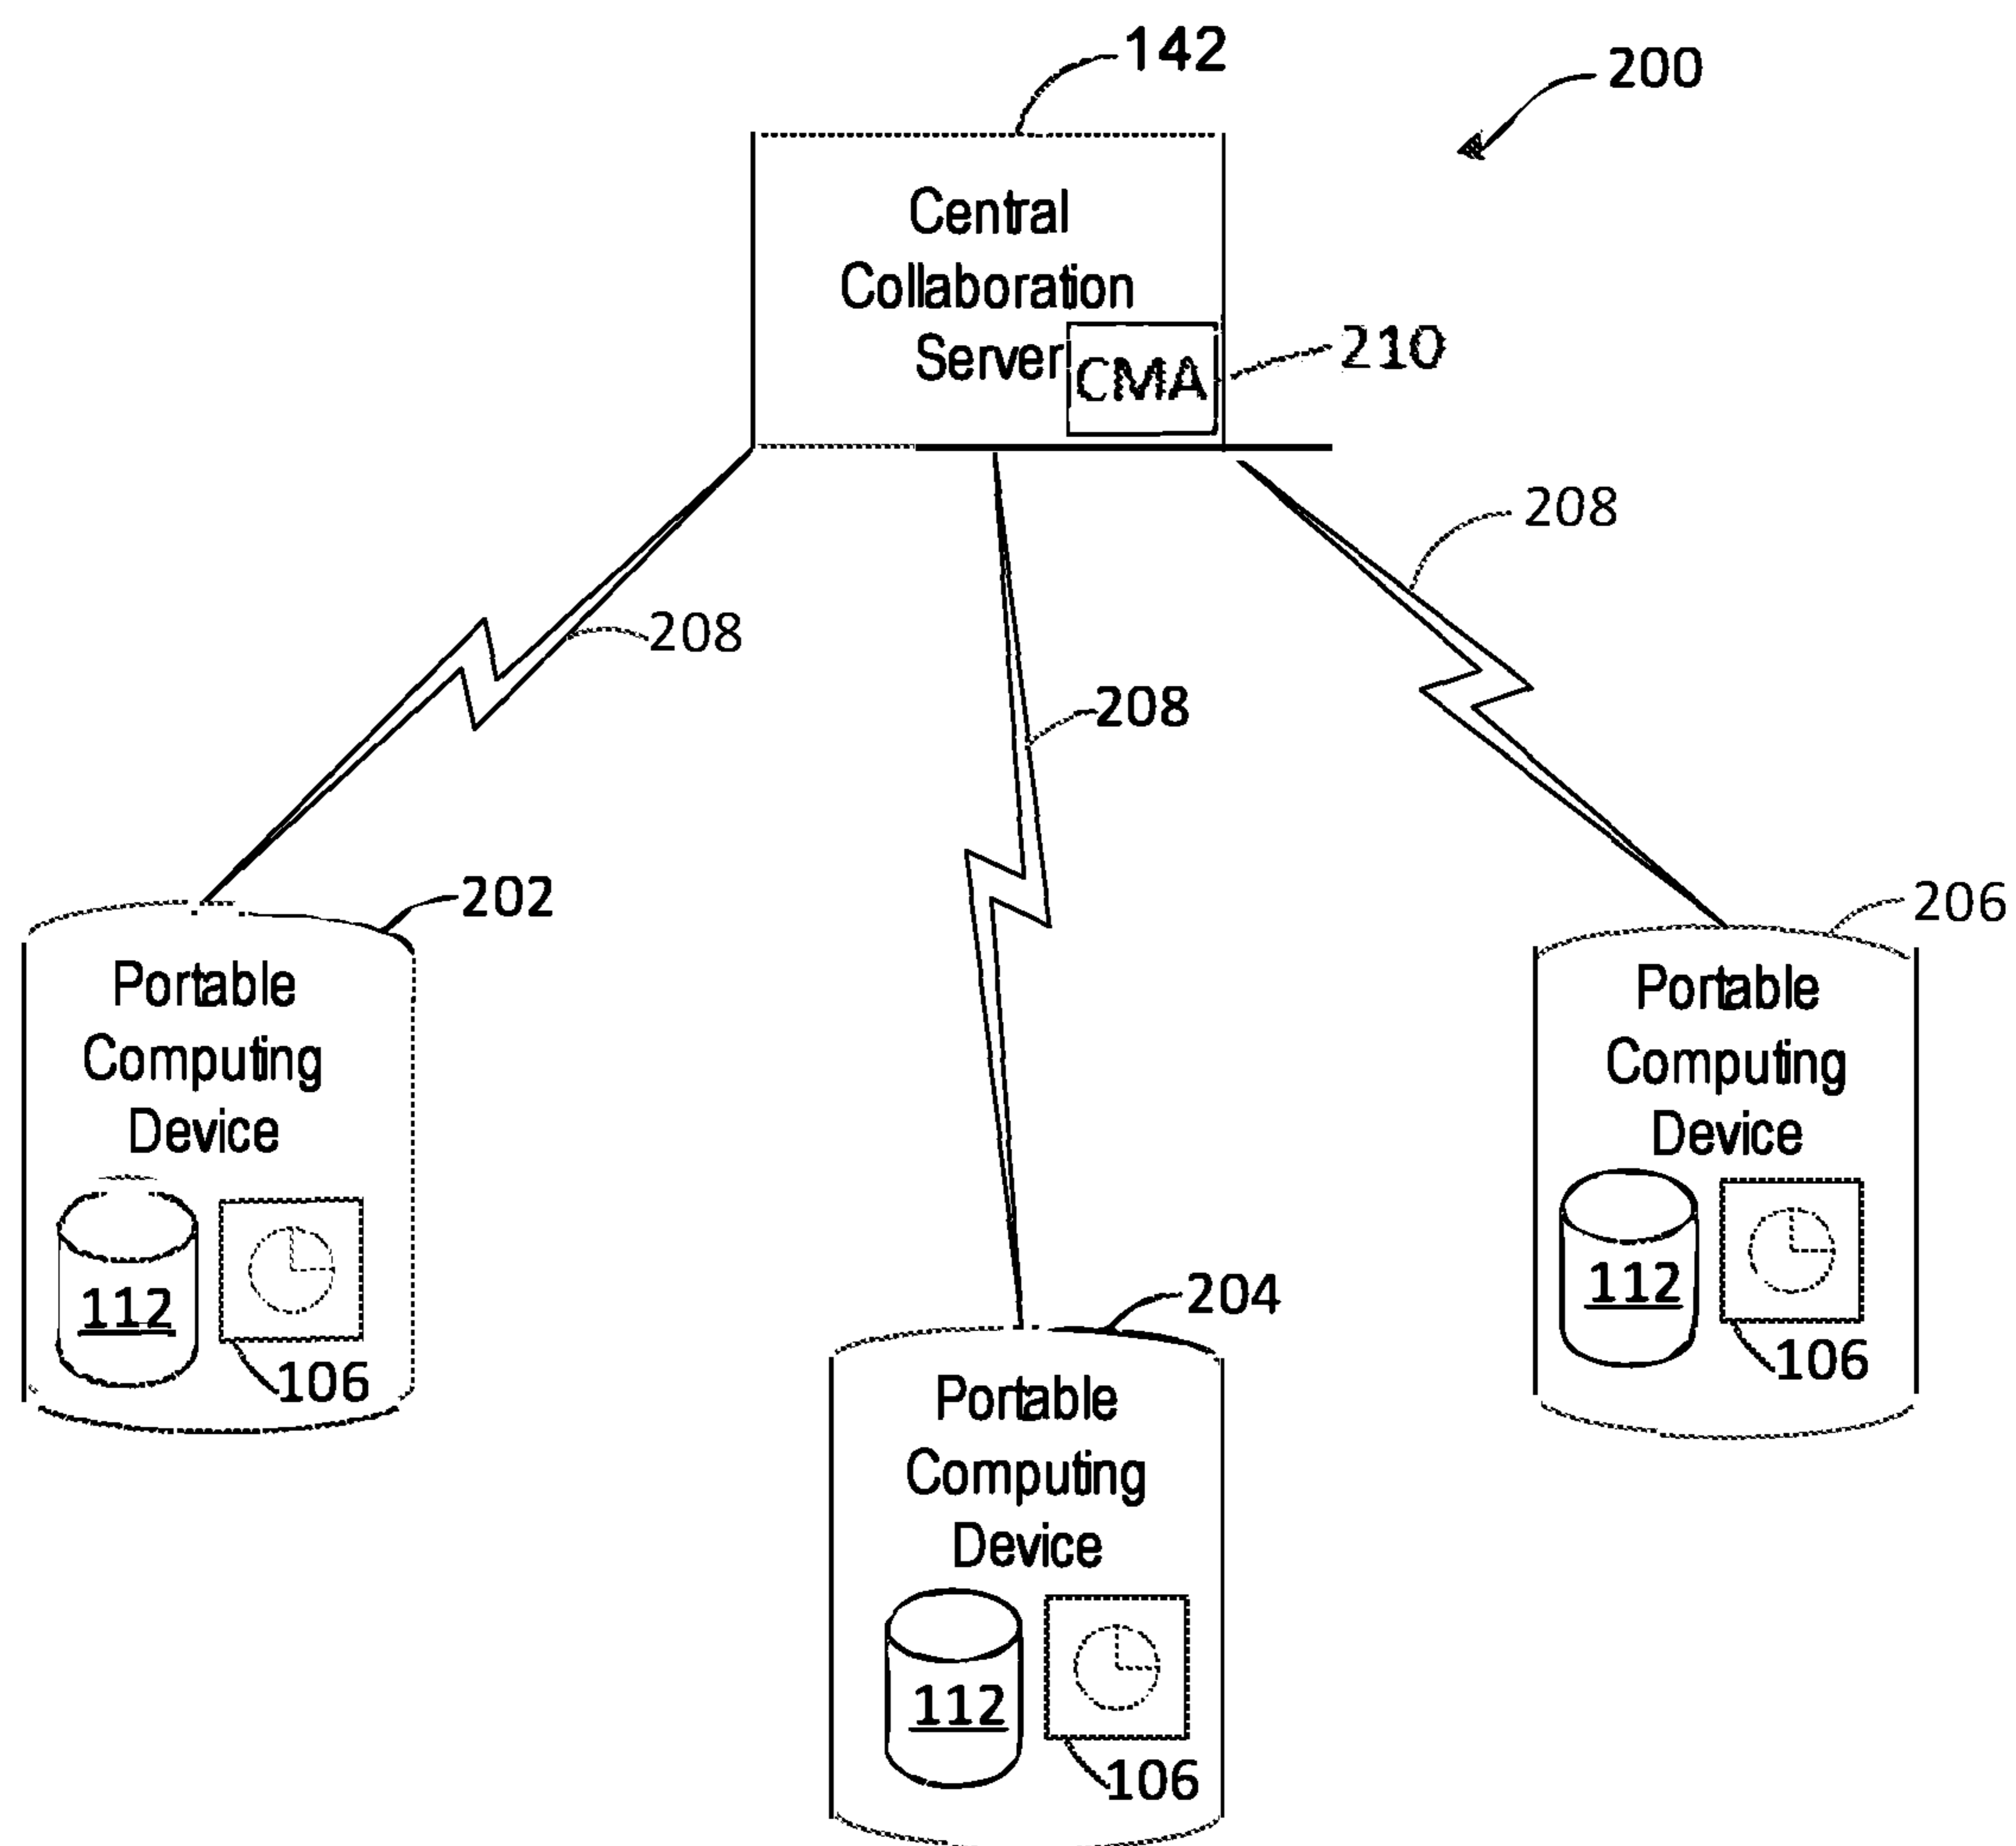 142
200
Central
Collaboration
Server
CMA
210
208
208
208
202
Portable
Computing
Device
112
106
206
Portable
Computing
Device
112
106
204
Portable
Computing
Device
112
106